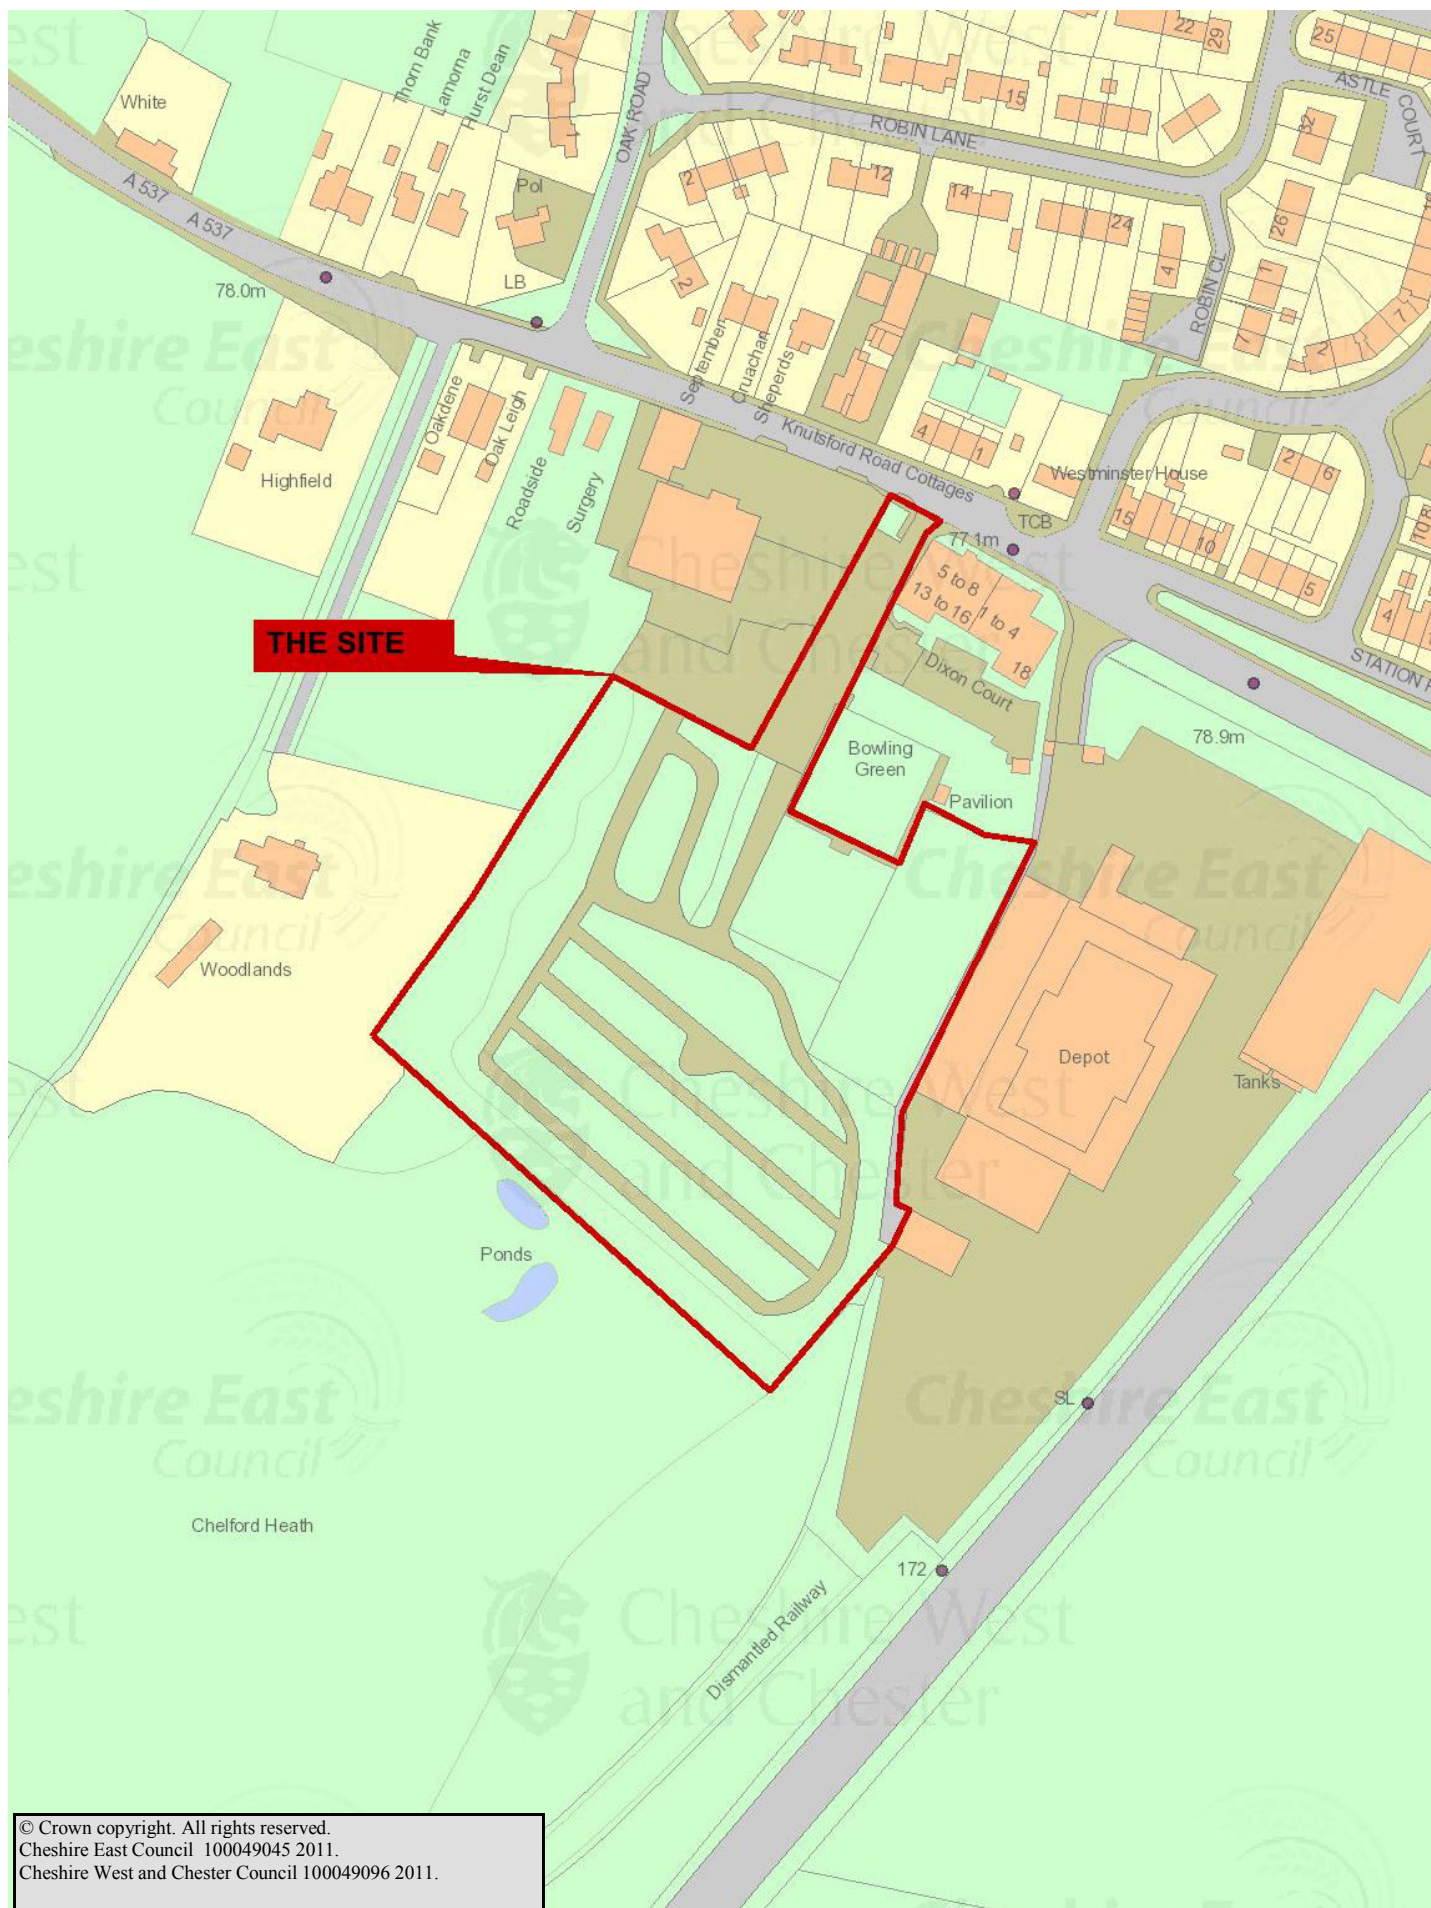 White
Thorn Bank
Lamorna
Hurst Dean
Pol
1
OAK ROAD
22
29
25
ASTLE COURT
15
ROBIN LANE
32
2
12
14
24
26
4
1
7
ROBIN CL
A 537
A 537
78.0m
LB
2
September
Cruachan
Sheperds
7
2
Oakdene
Oak Leigh
Highfield
Roadside
Surgery
Knutsford Road Cottages
4
1
Westminster House
2
6
TCB
77.1m
15
10
5
4
STATION R
5 to 8
13 to 16
1 to 4
18
Dixon Court
THE SITE
Bowling
Green
Pavilion
78.9m
Woodlands
Depot
Tanks
Ponds
SL
Chelford Heath
172
Dismantled Railway
Cheshire East
Council
Cheshire West
and Chester
© Crown copyright. All rights reserved.
Cheshire East Council 100049045 2011.
Cheshire West and Chester Council 100049096 2011.